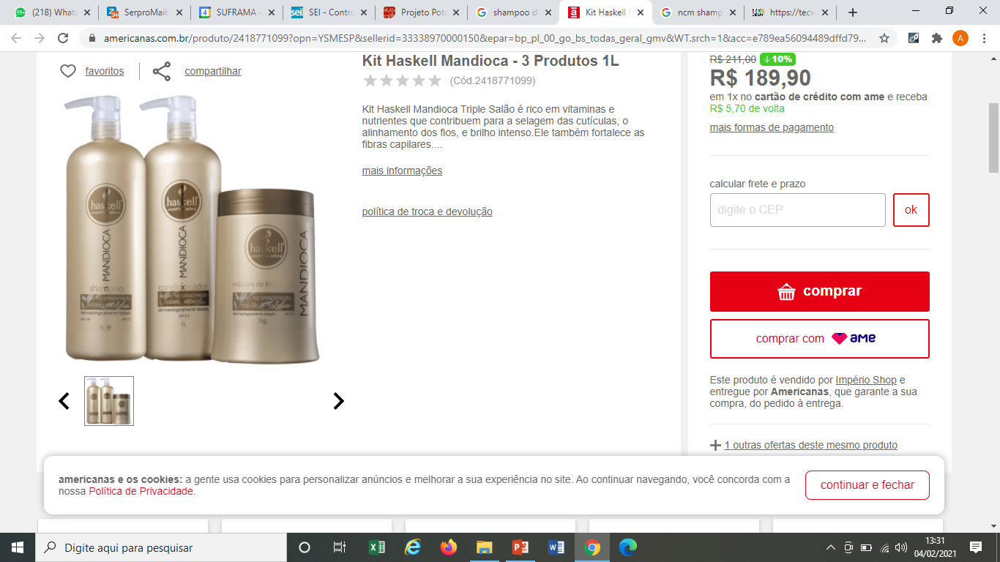 (218) Whats
SerproMail:
SUFRAMA -
SEI - Contro
Projeto Pote
shampoo de
Kit Haskell M
ncm shamp
https://tecw
americanas.com.br/produto/2418771099?opn=YSMESP&sellerid=33338970000150&epar=bp_pl_00_go_bs_todas_geral_gmv&WT.srch=1&acc=e789ea56094489dffd79...
A
favoritos
compartilhar
Kit Haskell Mandioca - 3 Produtos 1L
(Cód.2418771099)
Kit Haskell Mandioca Triple Salão é rico em vitaminas e
nutrientes que contribuem para a selagem das cutículas, o
alinhamento dos fios, e brilho intenso.Ele também fortalece as
fibras capilares....
mais informações
política de troca e devolução
haskell
MANDIOCA
shampoo
1L e
haskell
MANDIOCA
condicionador
dermatologicamente testado
1L
haskell
MANDIOCA
cabelo
dermatologicamente testado
1kg
R$ 211,00
10%
R$ 189,90
em 1x no cartão de crédito com ame e receba
R$ 5,70 de volta
mais formas de pagamento
calcular frete e prazo
digite o CEP
ok
comprar
comprar com ame
Este produto é vendido por Império Shop e
entregue por Americanas, que garante a sua
compra, do pedido à entrega.
1 outras ofertas deste mesmo produto
americanas e os cookies: a gente usa cookies para personalizar anúncios e melhorar a sua experiência no site. Ao continuar navegando, você concorda com a
nossa Política de Privacidade.
continuar e fechar
Digite aqui para pesquisar
13:31
04/02/2021